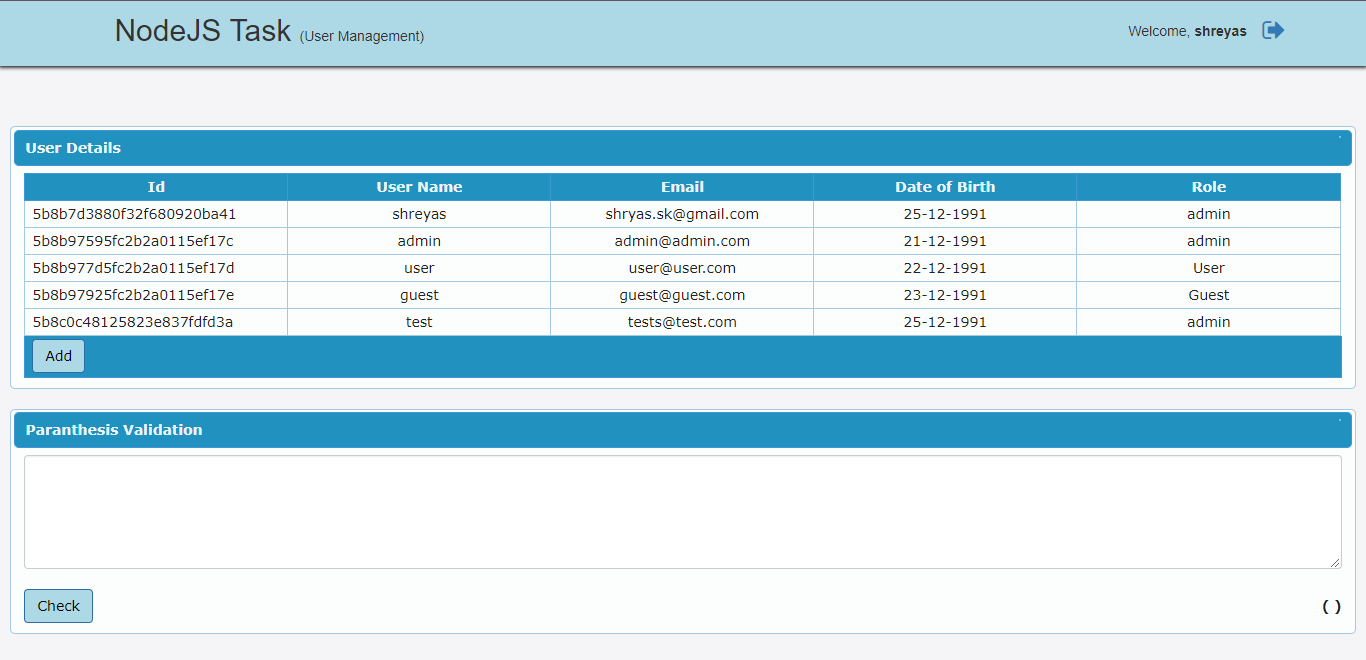 NodeJS Task (User Management)
Welcome, shreyas
User Details
Id User Name Email Date of Birth Role
5b8b7d3880f32f680920ba41 shreyas shryas.sk@gmail.com 25-12-1991 admin
5b8b97595fc2b2a0115ef17c admin admin@admin.com 21-12-1991 admin
5b8b977d5fc2b2a0115ef17d user user@user.com 22-12-1991 User
5b8b97925fc2b2a0115ef17e guest guest@guest.com 23-12-1991 Guest
5b8c0c48125823e837fdfd3a test tests@test.com 25-12-1991 admin
Add
Paranthesis Validation
Check ( )